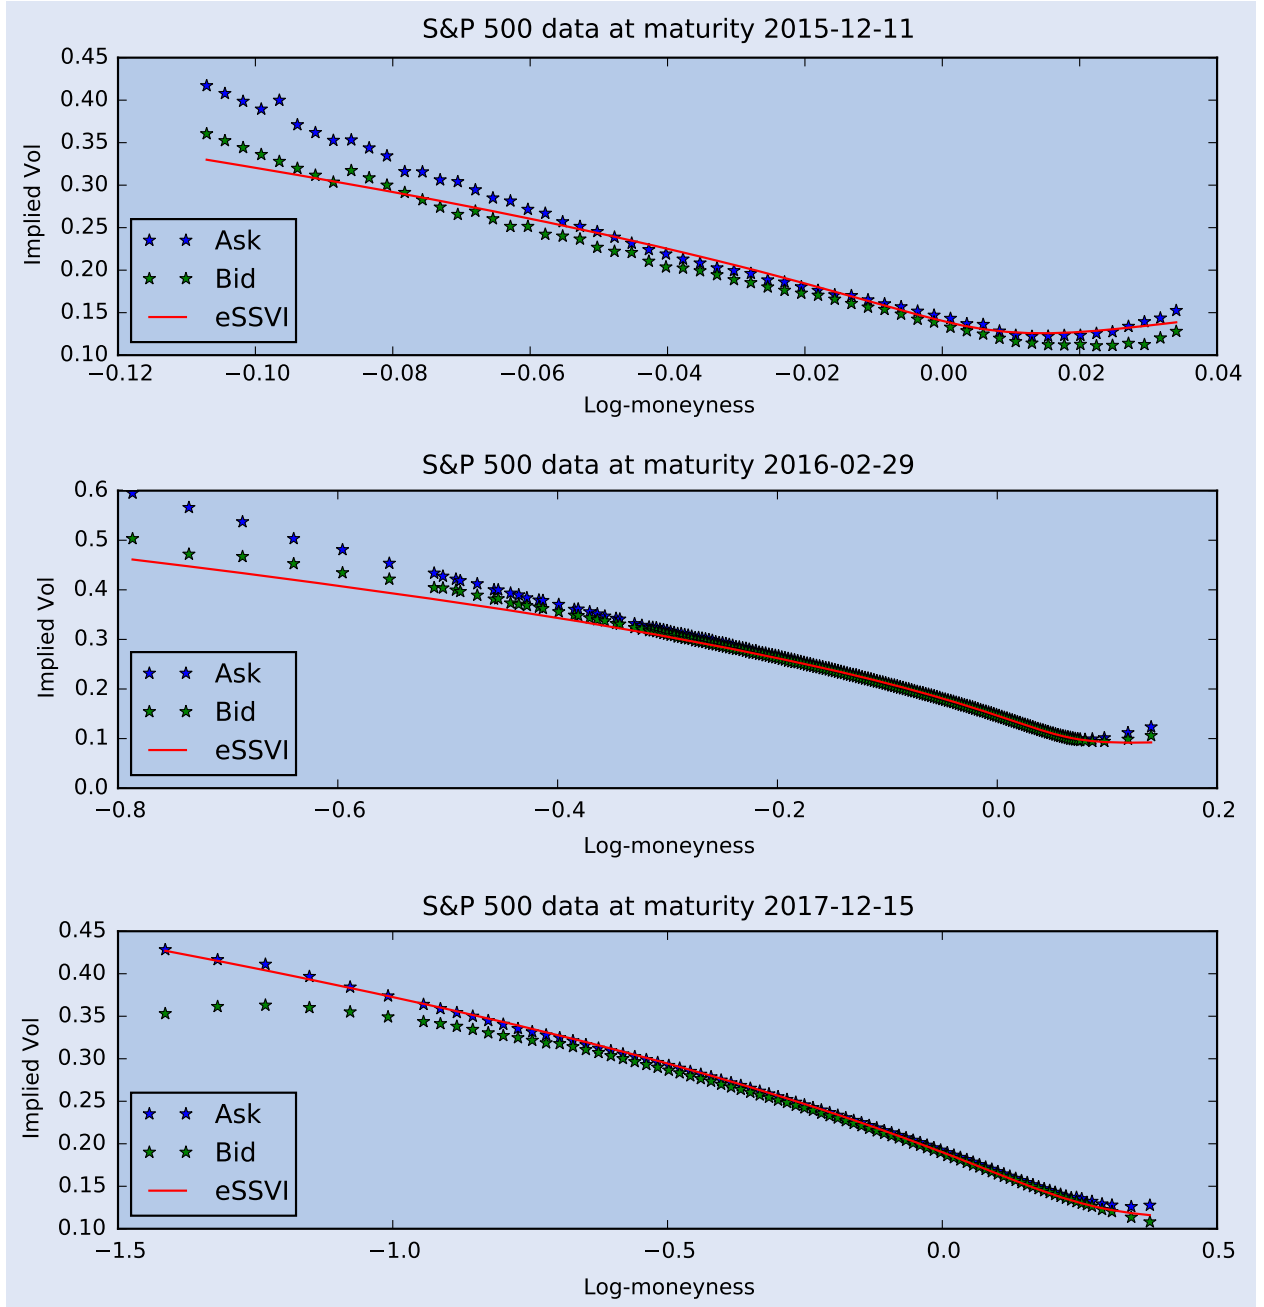 S&P 500 data at maturity 2015-12-11
0.45
0.40
0.35
0.30
0.25
0.20
0.15
0.10
Implied Vol
Ask
Bid
eSSVI
−0.12 −0.10 −0.08 −0.06 −0.04 −0.02 0.00 0.02 0.04
Log-moneyness
S&P 500 data at maturity 2016-02-29
0.6
0.5
0.4
0.3
0.2
0.1
0.0
Implied Vol
Ask
Bid
eSSVI
−0.8 −0.6 −0.4 −0.2 0.0 0.2
Log-moneyness
S&P 500 data at maturity 2017-12-15
0.45
0.40
0.35
0.30
0.25
0.20
0.15
0.10
Implied Vol
Ask
Bid
eSSVI
−1.5 −1.0 −0.5 0.0 0.5
Log-moneyness